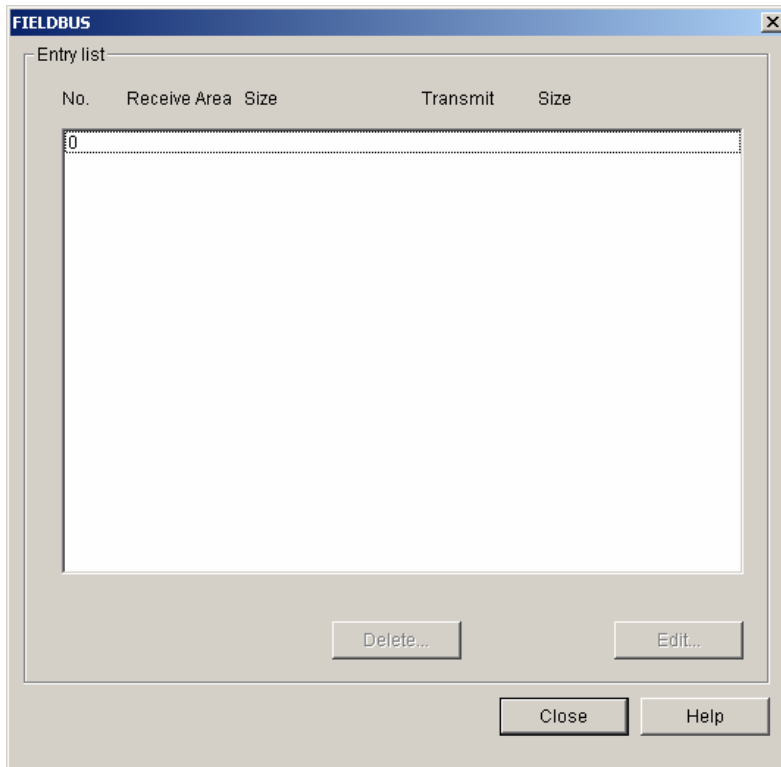 FIELDBUS
Entry list
No. Receive Area Size Transmit Size
0
Delete... Edit...
Close Help